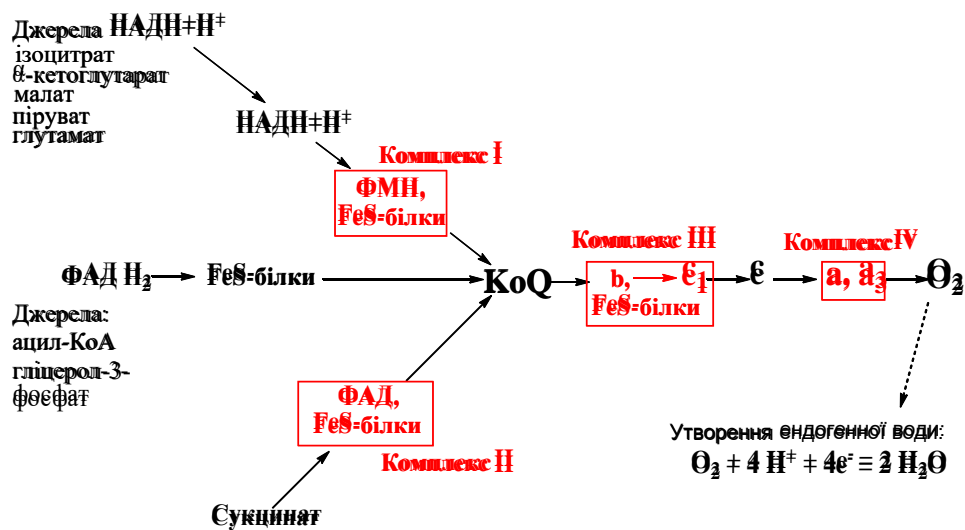 Джерела НАДН+Н⁺
ізоцитрат
α-кетоглутарат
малат
піруват
глутамат
НАДН+Н⁺
Комплекс I
ФМН,
FeS-білки
Комплекс III
Комплекс IV
ФАД Н₂
FeS-білки
KoQ
b, c₁
FeS-білки
c
a, a₃
O₂
Джерела:
ацил-КоА
гліцерол-3-
фосфат
ФАД,
FeS-білки
Комплекс II
Сукцинат
Утворення ендогенної води:
O₂ + 4 H⁺ + 4e⁻ = 2 H₂O